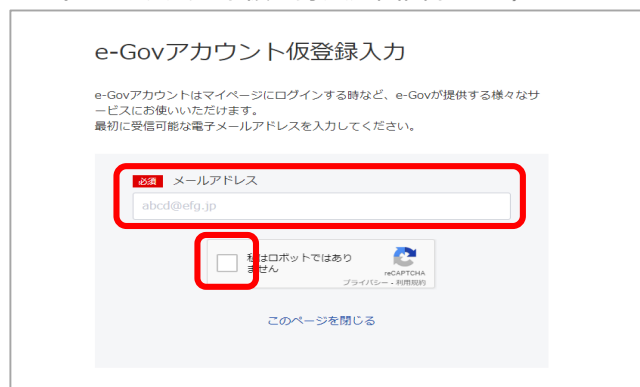 e-Govアカウント仮登録入力
e-Govアカウントはマイページにログインする時など、e-Govが提供する様々なサ
ービスにお使いいただけます。
最初に受信可能な電子メールアドレスを入力してください。
必須 メールアドレス
abcd@efg.jp
私はロボットではあり
ません
reCAPTCHA
プライバシー - 利用規約
このページを閉じる